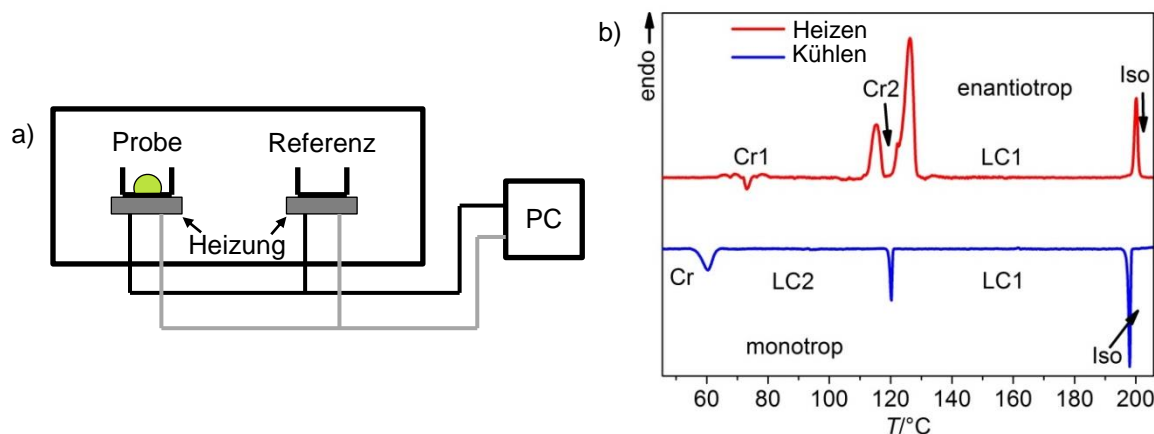 a)
Probe
Referenz
Heizung
PC
b)
endo
Heizen
Kühlen
Cr2
enantiotrop
Iso
Cr1
LC1
Cr
LC2
LC1
Iso
monotrop
60 80 100 120 140 160 180 200
T/°C